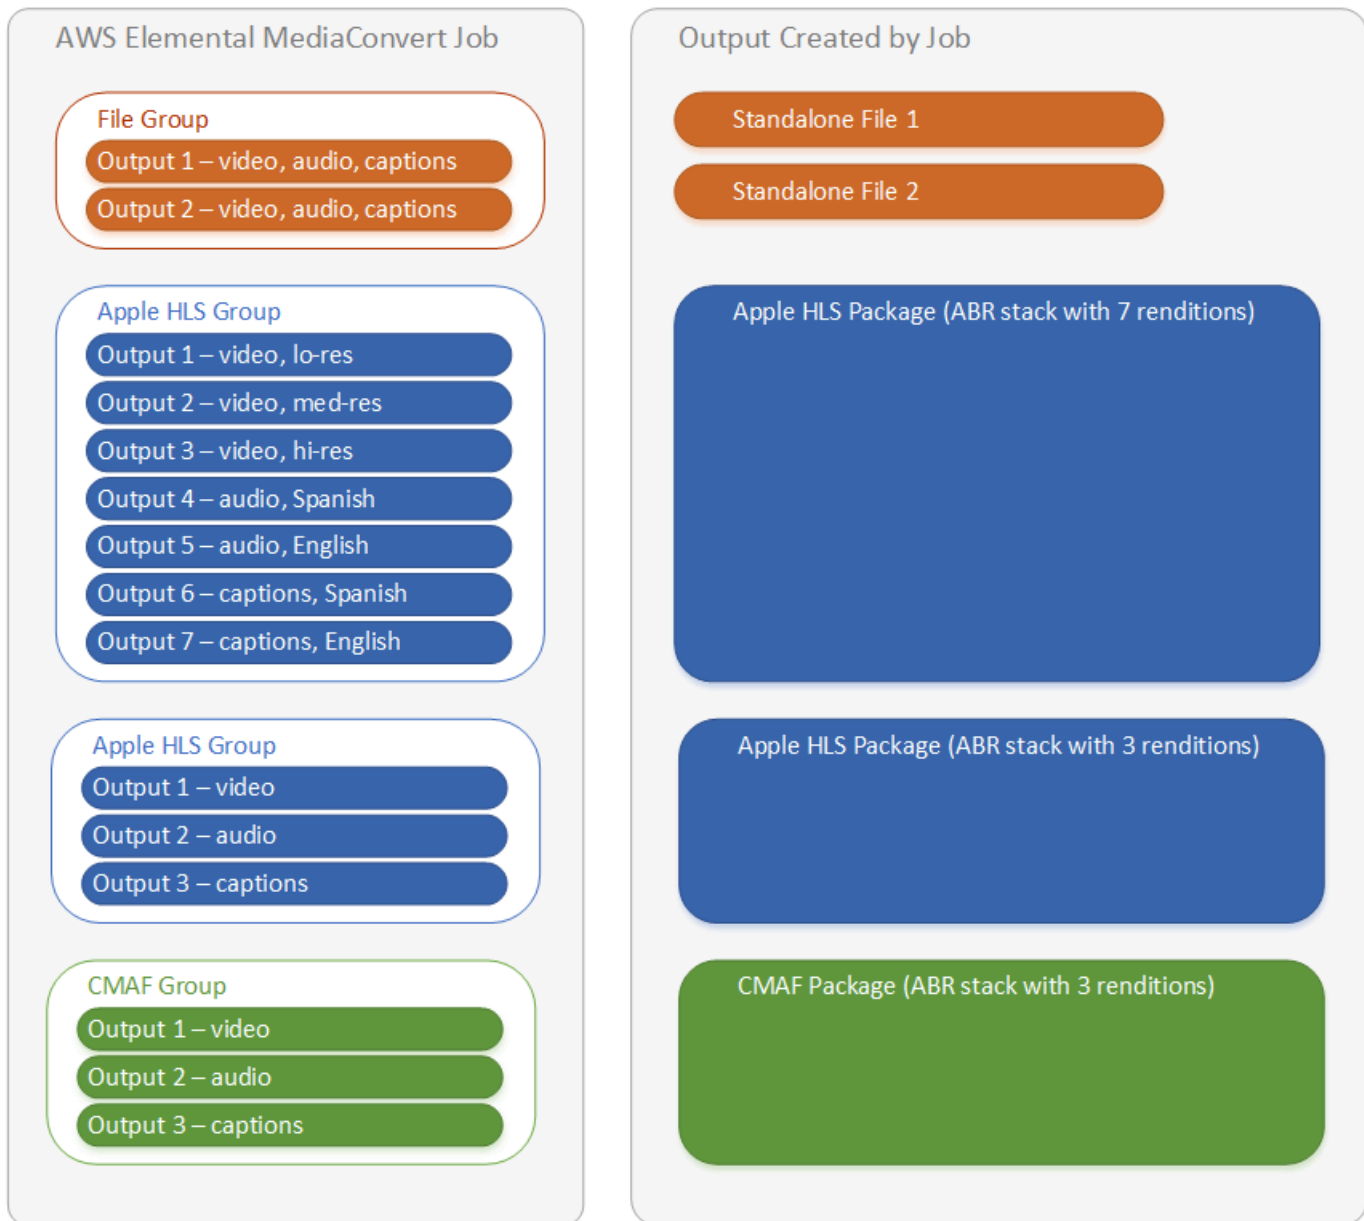 AWS Elemental MediaConvert Job
File Group
Output 1 – video, audio, captions
Output 2 – video, audio, captions
Apple HLS Group
Output 1 – video, lo-res
Output 2 – video, med-res
Output 3 – video, hi-res
Output 4 – audio, Spanish
Output 5 – audio, English
Output 6 – captions, Spanish
Output 7 – captions, English
Apple HLS Group
Output 1 – video
Output 2 – audio
Output 3 – captions
CMAF Group
Output 1 – video
Output 2 – audio
Output 3 – captions
Output Created by Job
Standalone File 1
Standalone File 2
Apple HLS Package (ABR stack with 7 renditions)
Apple HLS Package (ABR stack with 3 renditions)
CMAF Package (ABR stack with 3 renditions)